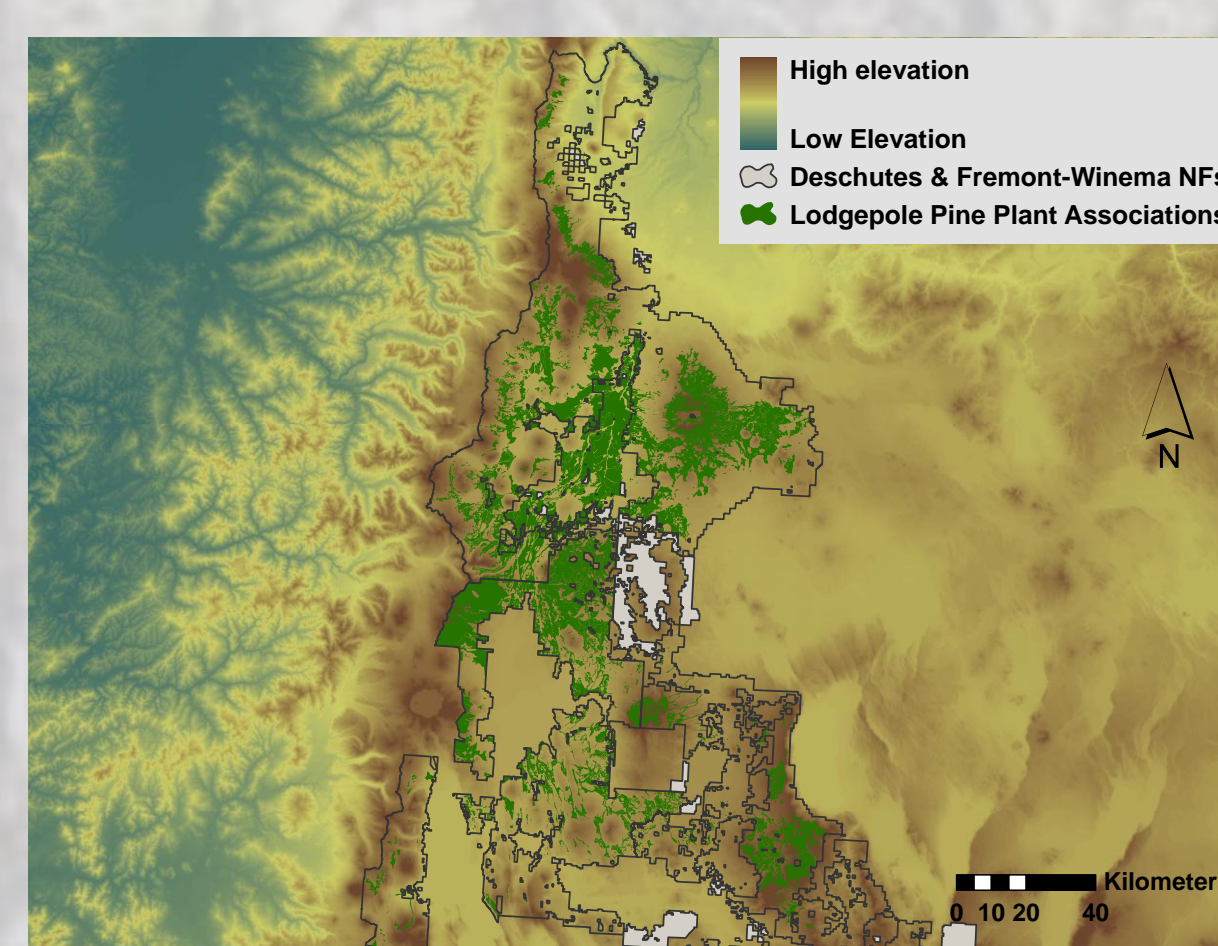 High elevation
Low Elevation
Deschutes & Fremont-Winema NFs
Lodgepole Pine Plant Associations
N
Kilometer
0 10 20 40